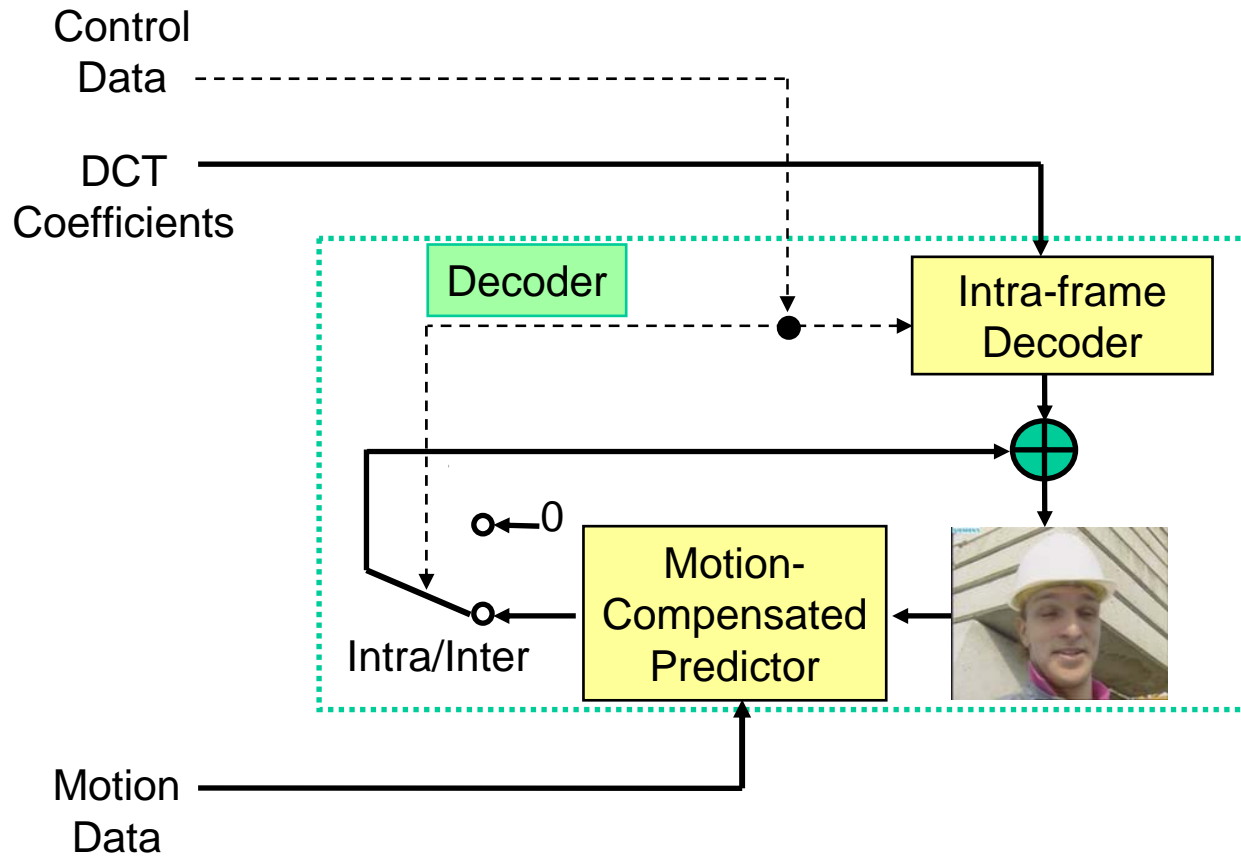 Control
Data
DCT
Coefficients
Decoder
Intra-frame
Decoder
0
Motion-
Compensated
Predictor
Intra/Inter
Motion
Data